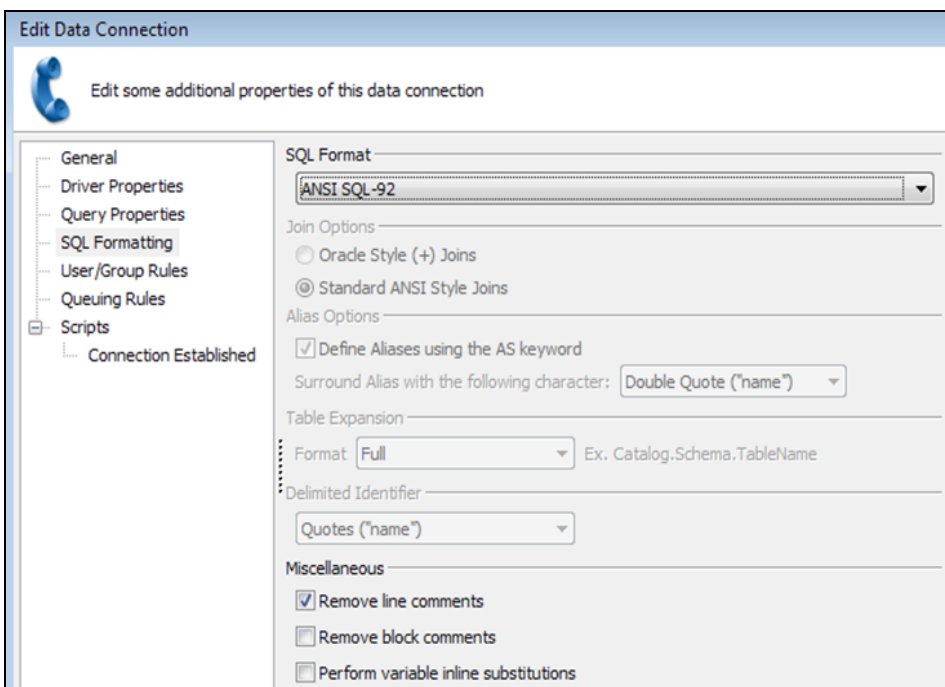 Edit Data Connection
Edit some additional properties of this data connection
General
Driver Properties
Query Properties
SQL Formatting
User/Group Rules
Queuing Rules
Scripts
Connection Established
SQL Format
ANSI SQL-92
Join Options
Oracle Style (+) Joins
Standard ANSI Style Joins
Alias Options
Define Aliases using the AS keyword
Surround Alias with the following character: Double Quote ("name")
Table Expansion
Format Full Ex. Catalog.Schema.TableName
Delimited Identifier
Quotes ("name")
Miscellaneous
Remove line comments
Remove block comments
Perform variable inline substitutions